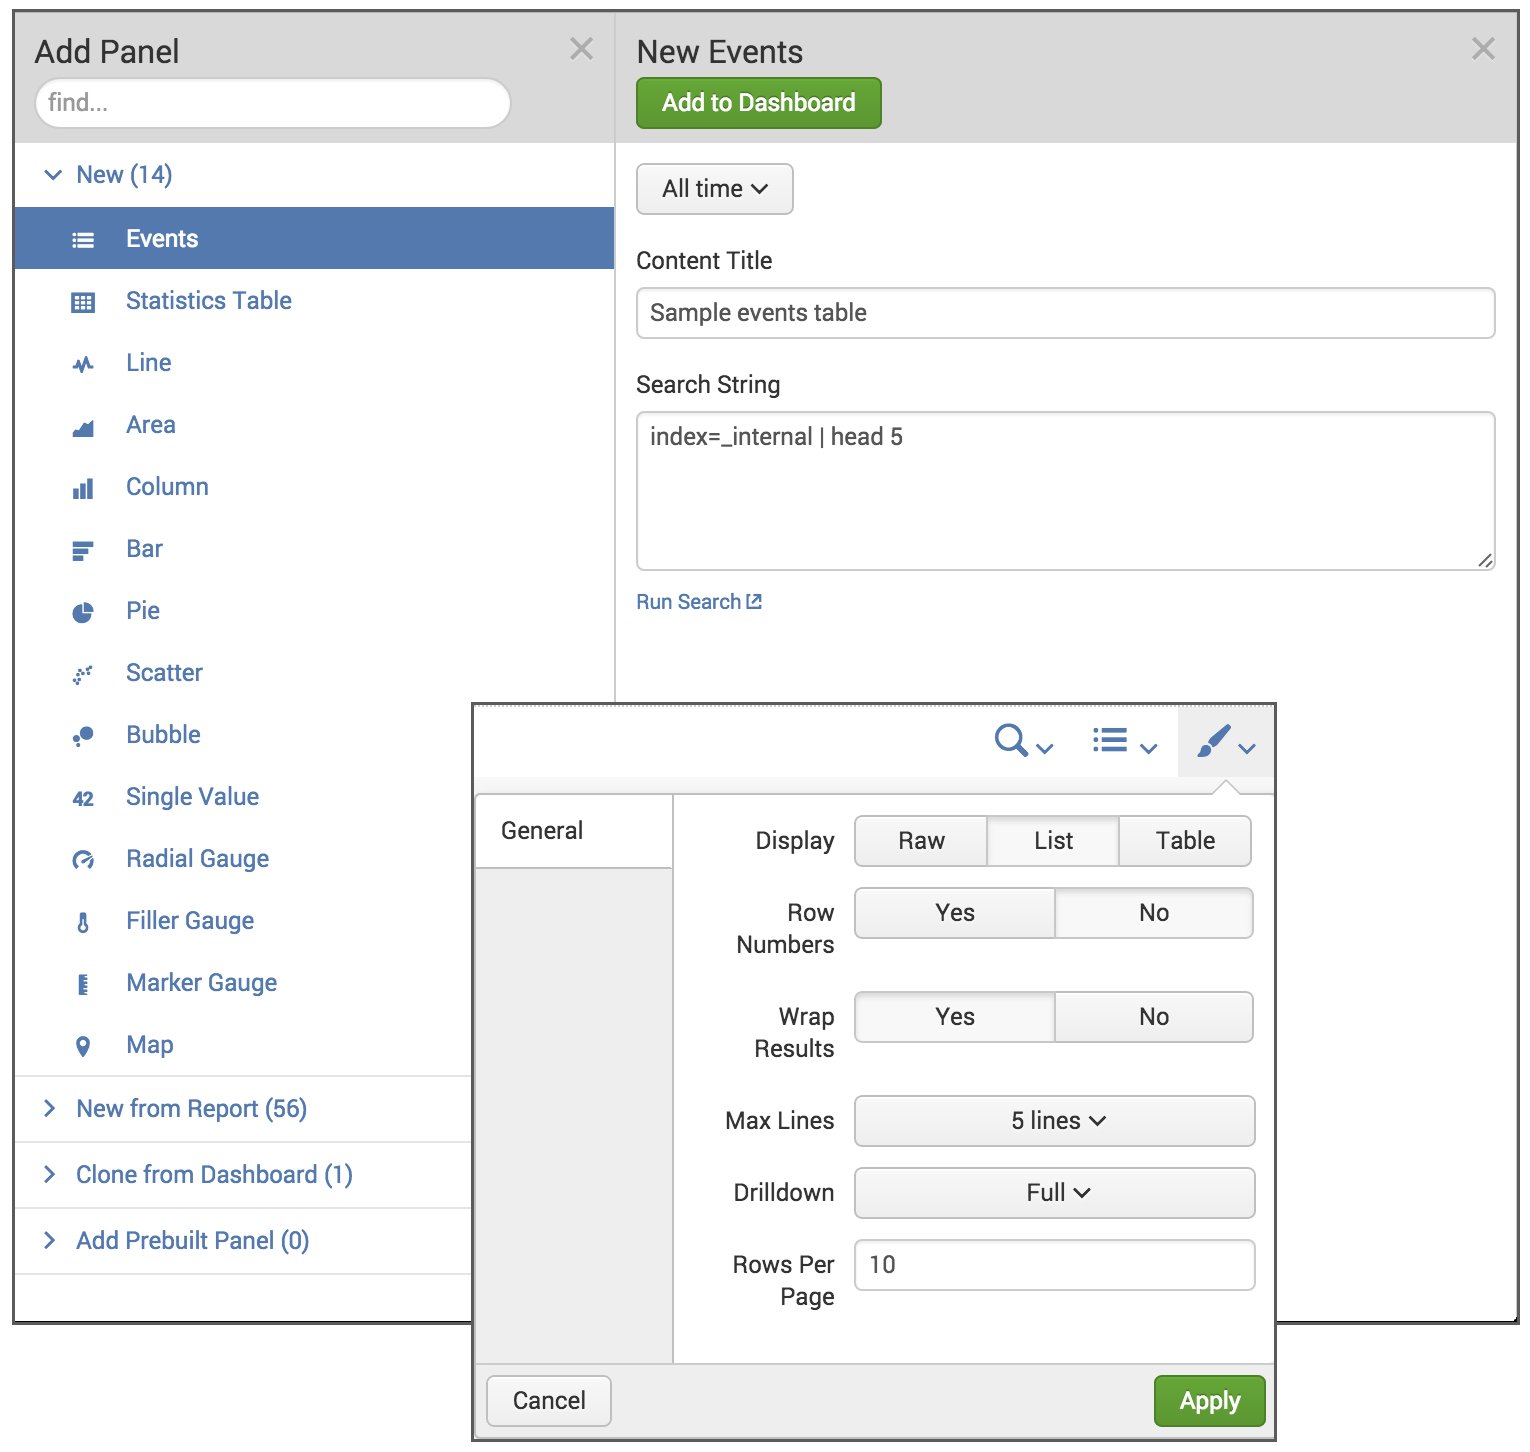 Add Panel
find...
New (14)
Events
Statistics Table
Line
Area
Column
Bar
Pie
Scatter
Bubble
42 Single Value
Radial Gauge
Filler Gauge
Marker Gauge
Map
New from Report (56)
Clone from Dashboard (1)
Add Prebuilt Panel (0)
New Events
Add to Dashboard
All time
Content Title
Sample events table
Search String
index=_internal | head 5
Run Search
General
Display Raw List Table
Row
Numbers
Yes No
Wrap
Results
Yes No
Max Lines 5 lines
Drilldown Full
Rows Per
Page
10
Cancel Apply